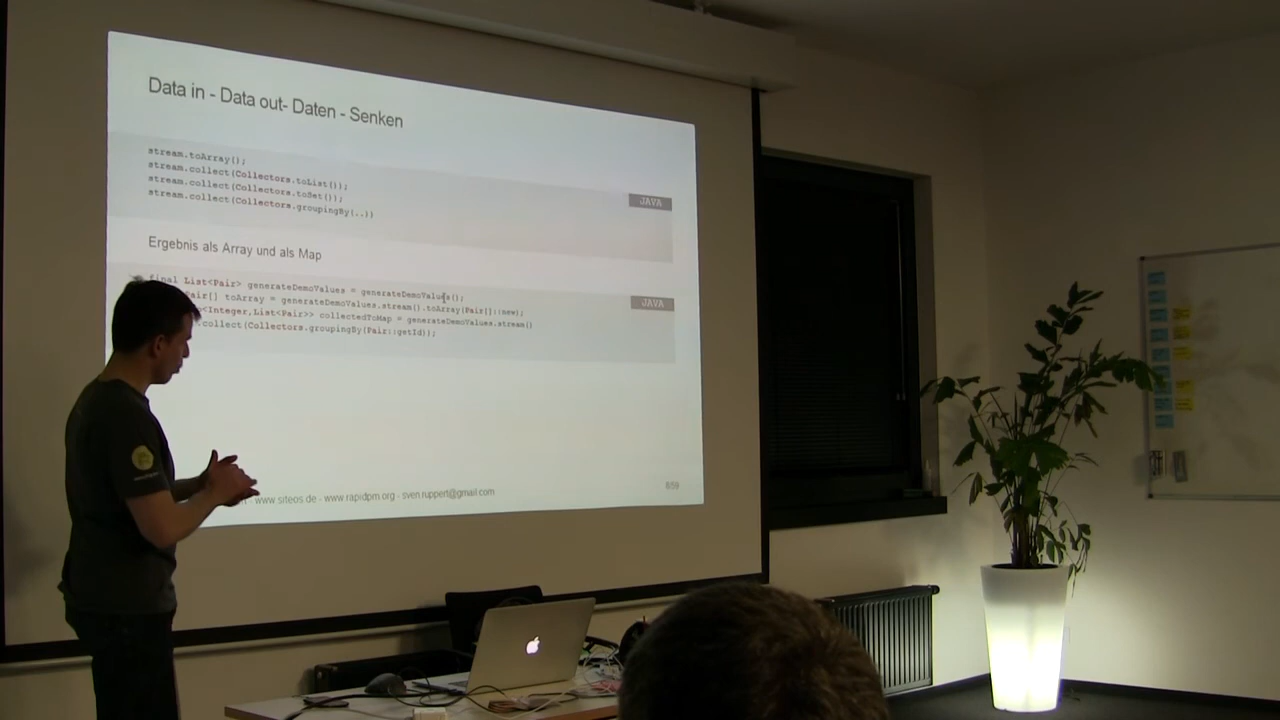 Data in - Data out- Daten - Senken
stream.toArray();
stream.collect(Collectors.toList());
stream.collect(Collectors.toSet());
stream.collect(Collectors.groupingBy(..))
JAVA
Ergebnis als Array und als Map
final List<Pair> generateDemoValues = generateDemoValues();
Pair[] toArray = generateDemoValues.stream().toArray(Pair[]::new);
<Integer,List<Pair>> collectedToMap = generateDemoValues.stream()
.collect(Collectors.groupingBy(Pair::getId));
JAVA
- www.siteos.de - www.rapidpm.org - sven.ruppert@gmail.com
8/59